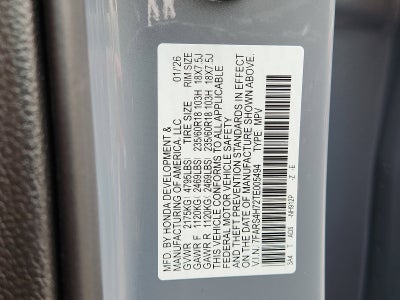 MFD. BY HONDA DEVELOPMENT &
MANUFACTURING OF AMERICA, LLC 01/26
GVWR 2175KG( 4795LBS) TIRE SIZE RIM SIZE
GAWR F 1120KG( 2469LBS) 235/60R18 103H 18X7.5J
GAWR R 1120KG( 2469LBS) 235/60R18 103H 18X7.5J
THIS VEHICLE CONFORMS TO ALL APPLICABLE
FEDERAL MOTOR VEHICLE SAFETY
AND THEFT PREVENTION STANDARDS IN EFFECT
ON THE DATE OF MANUFACTURE SHOWN ABOVE.
V.I.N. 7FARS4H72TE005494 TYPE MPV